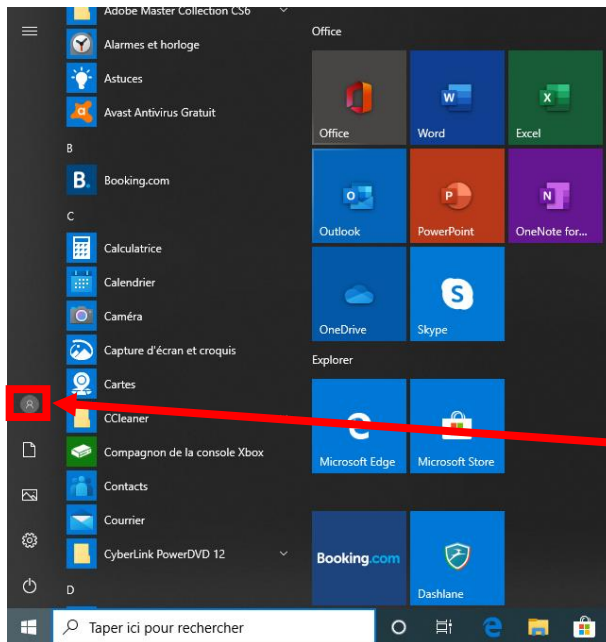 Adobe Master Collection CS6
Alarmes et horloge
Astuces
Avast Antivirus Gratuit
B
B.
Booking.com
C
Calculatrice
Calendrier
Caméra
Capture d'écran et croquis
Cartes
CCleaner
Compagnon de la console Xbox
Contacts
Courrier
CyberLink PowerDVD 12
D
Office
Office
W
Word
X
Excel
O
Outlook
P
PowerPoint
N
OneNote for...
OneDrive
S
Skype
Explorer
Microsoft Edge
Microsoft Store
Booking.com
Dashlane
Taper ici pour rechercher